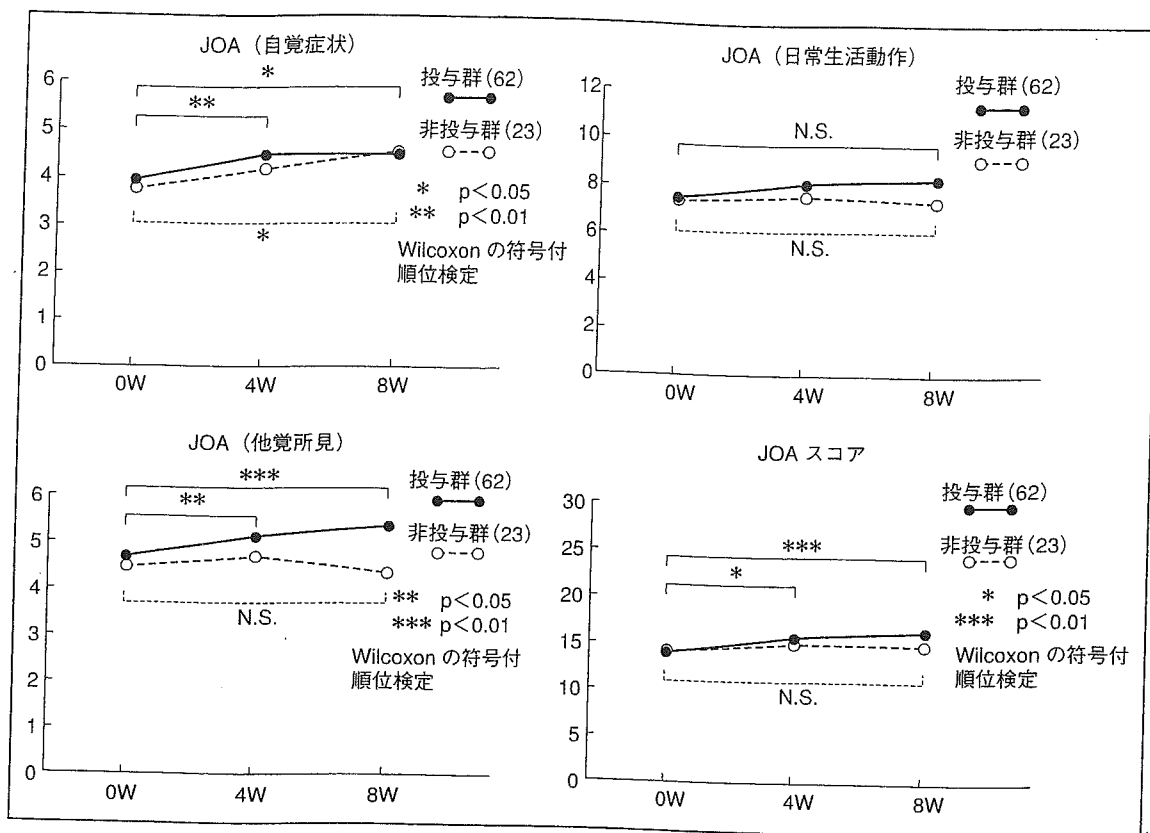 JOA（自覚症状）
6
5
4
3
2
1
0
*
**
*
0W
4W
8W
投与群(62)
非投与群(23)
* p<0.05
** p<0.01
Wilcoxon の符号付
順位検定
JOA（日常生活動作）
12
10
8
6
4
2
0
N.S.
N.S.
0W
4W
8W
投与群(62)
非投与群(23)
JOA（他覚所見）
6
5
4
3
2
1
0
***
**
N.S.
0W
4W
8W
投与群(62)
非投与群(23)
** p<0.05
*** p<0.01
Wilcoxon の符号付
順位検定
JOA スコア
30
25
20
15
10
5
0
***
*
N.S.
0W
4W
8W
投与群(62)
非投与群(23)
* p<0.05
*** p<0.01
Wilcoxon の符号付
順位検定